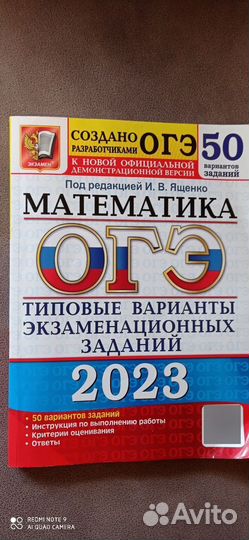 СОЗДАНО
РАЗРАБОТЧИКАМИ ОГЭ
К НОВОЙ ОФИЦИАЛЬНОЙ
ДЕМОНСТРАЦИОННОЙ ВЕРСИИ
50
вариантов
заданий
ЭКЗАМЕН
Под редакцией И. В. Ященко
МАТЕМАТИКА
ОГЭ
ТИПОВЫЕ ВАРИАНТЫ
ЭКЗАМЕНАЦИОННЫХ
ЗАДАНИЙ
2023
• 50 вариантов заданий
• Инструкция по выполнению работы
• Критерии оценивания
• Ответы
REDMI NOTE 9
AI QUAD CAMERA
Avito